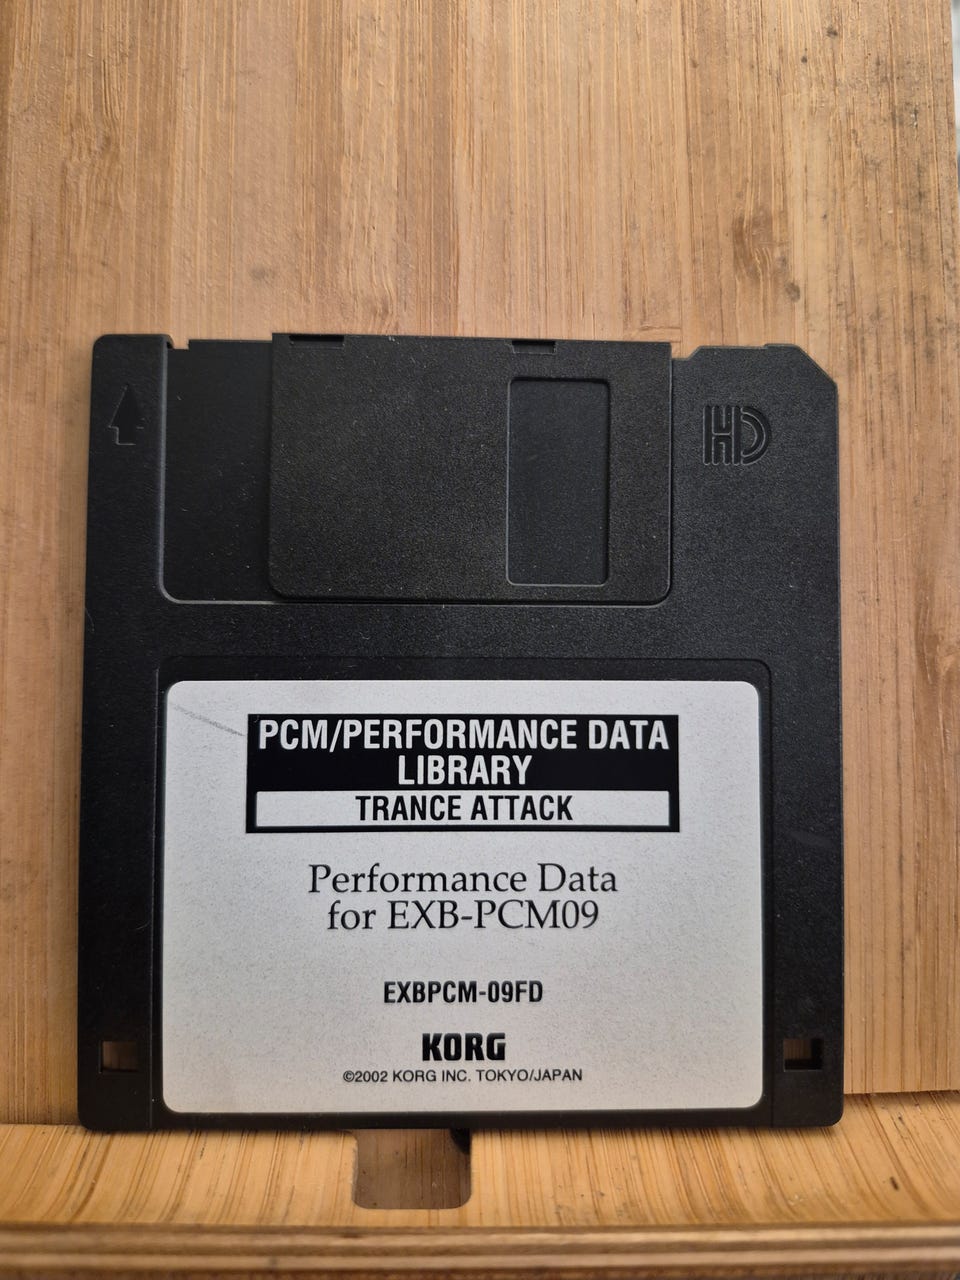 HD
PCM/PERFORMANCE DATA
LIBRARY
TRANCE ATTACK
Performance Data
for EXB-PCM09
EXBPCM-09FD
KORG
©2002 KORG INC. TOKYO/JAPAN